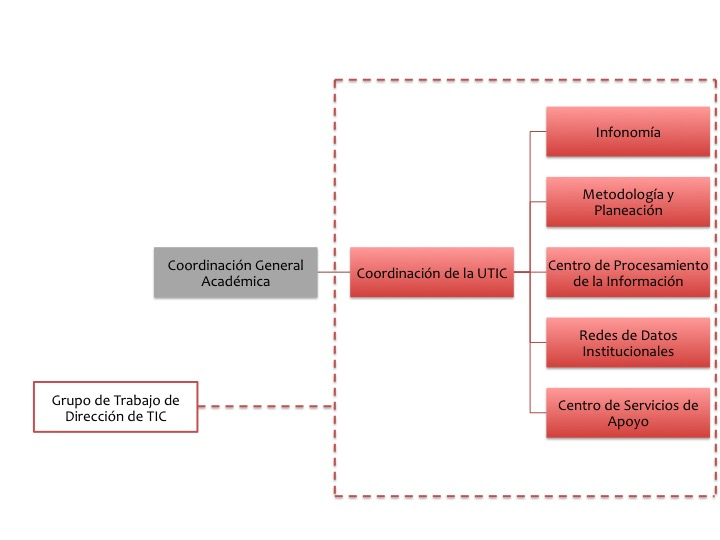 Infonomía
Metodología y
Planeación
Coordinación General
Académica
Coordinación de la UTIC
Centro de Procesamiento
de la Información
Redes de Datos
Institucionales
Grupo de Trabajo de
Dirección de TIC
Centro de Servicios de
Apoyo